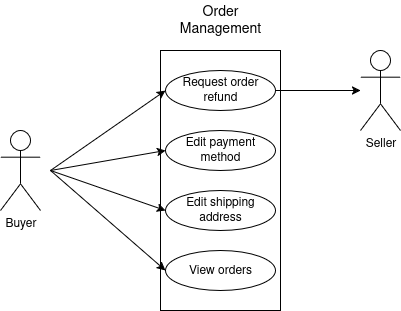 Order
Management
Request order
refund
Seller
Edit payment
method
Edit shipping
address
Buyer
View orders